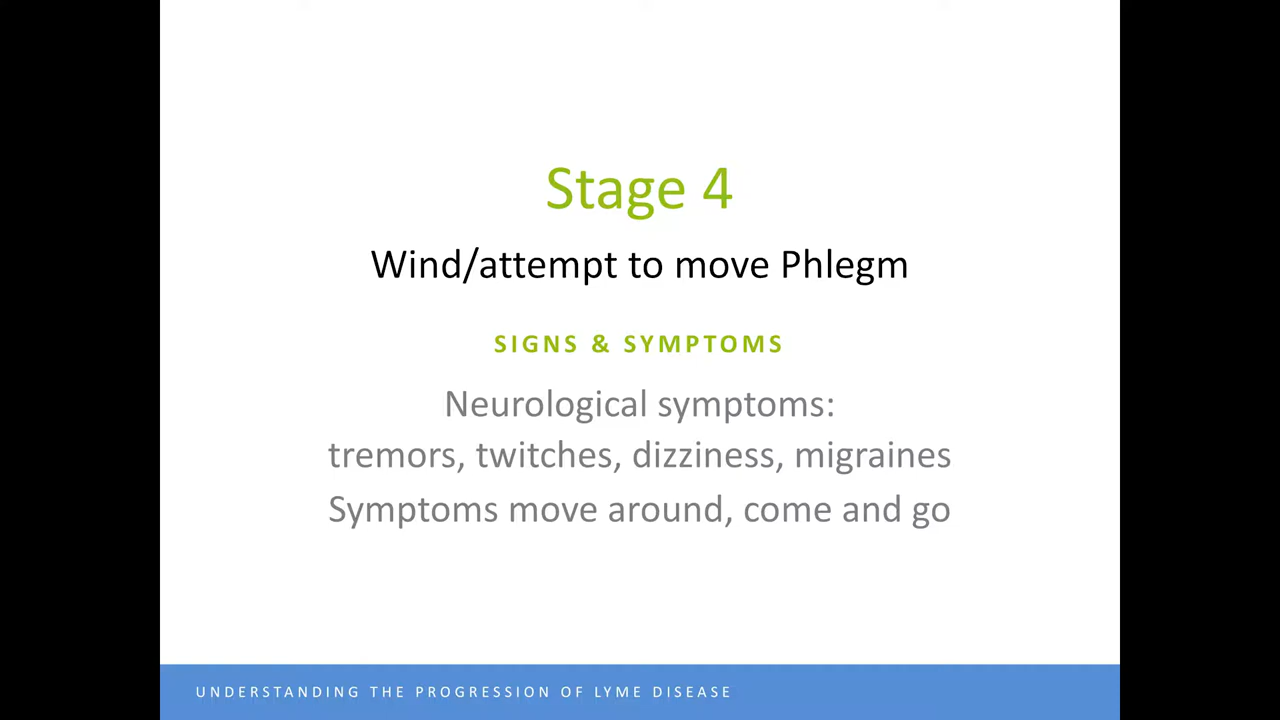 Stage 4
Wind/attempt to move Phlegm
SIGNS & SYMPTOMS
Neurological symptoms:
tremors, twitches, dizziness, migraines
Symptoms move around, come and go
UNDERSTANDING THE PROGRESSION OF LYME DISEASE